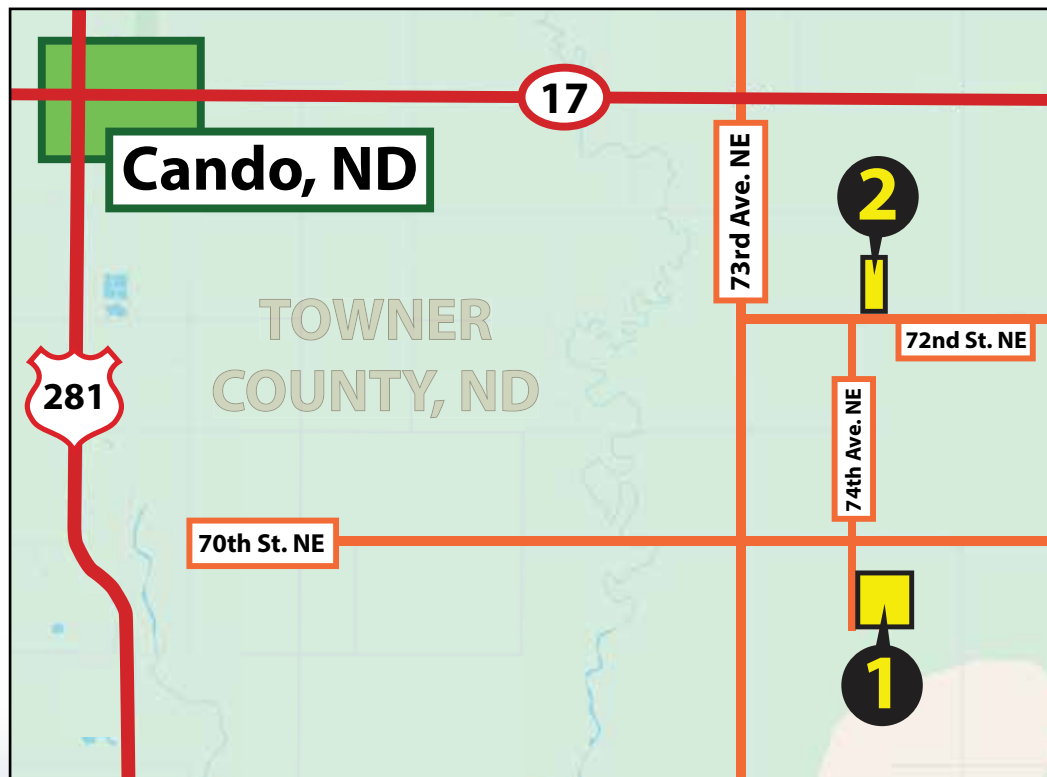 17
Cando, ND
73rd Ave. NE
2
TOWNER
COUNTY, ND
72nd St. NE
281
74th Ave. NE
70th St. NE
1